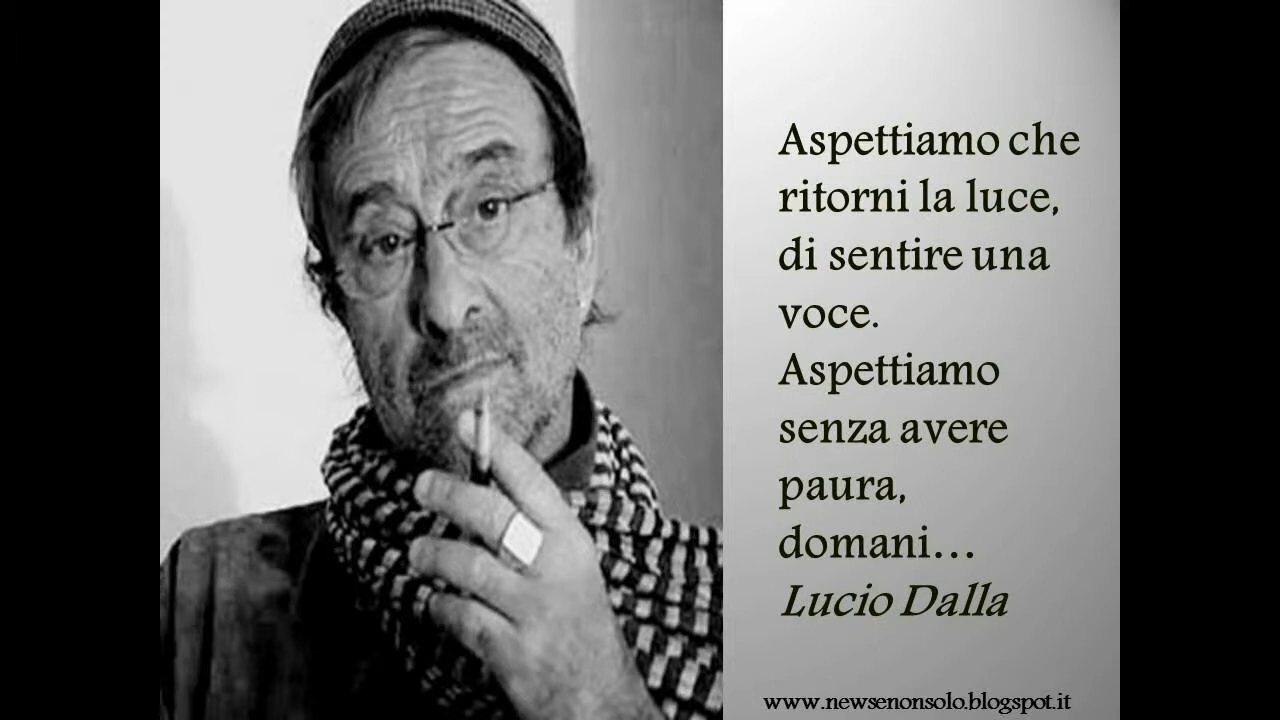 Aspettiamo che
ritorni la luce,
di sentire una
voce.
Aspettiamo
senza avere
paura,
domani…
Lucio Dalla
www.newsenonsolo.blogspot.it